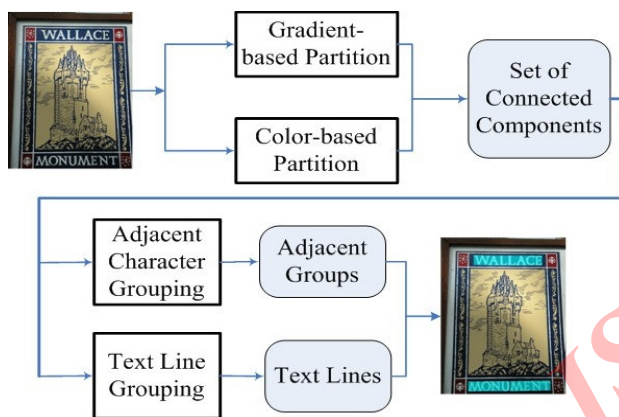 WALLACE
MONUMENT
Gradient-
based Partition
Color-based
Partition
Set of
Connected
Components
Adjacent
Character
Grouping
Adjacent
Groups
Text Line
Grouping
Text Lines
WALLACE
MONUMENT